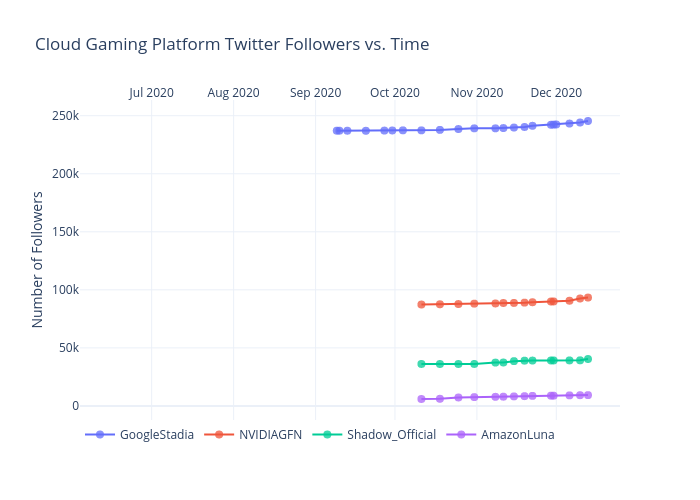 Cloud Gaming Platform Twitter Followers vs. Time
Jul 2020 Aug 2020 Sep 2020 Oct 2020 Nov 2020 Dec 2020
250k
200k
150k
100k
50k
0
Number of Followers
GoogleStadia NVIDIAGFN Shadow_Official AmazonLuna